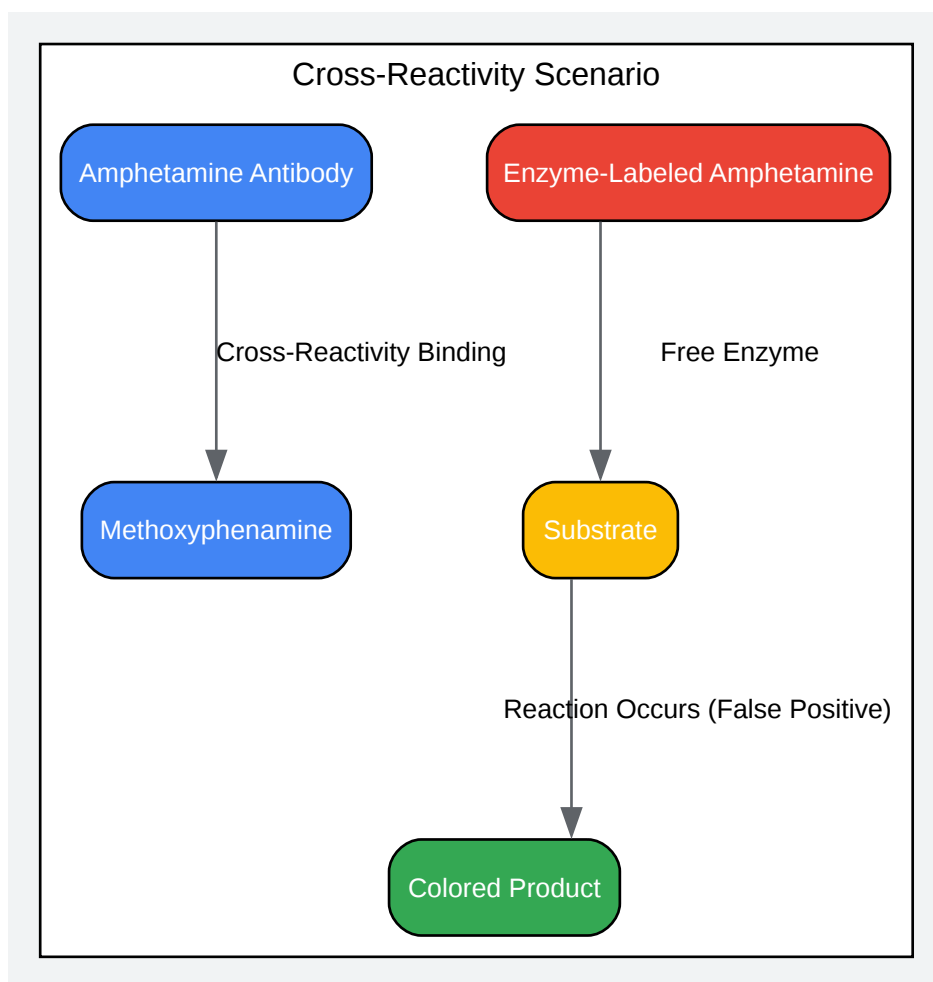 Cross-Reactivity Scenario
Amphetamine Antibody
Enzyme-Labeled Amphetamine
Cross-Reactivity Binding
Free Enzyme
Methoxyphenamine
Substrate
Reaction Occurs (False Positive)
Colored Product